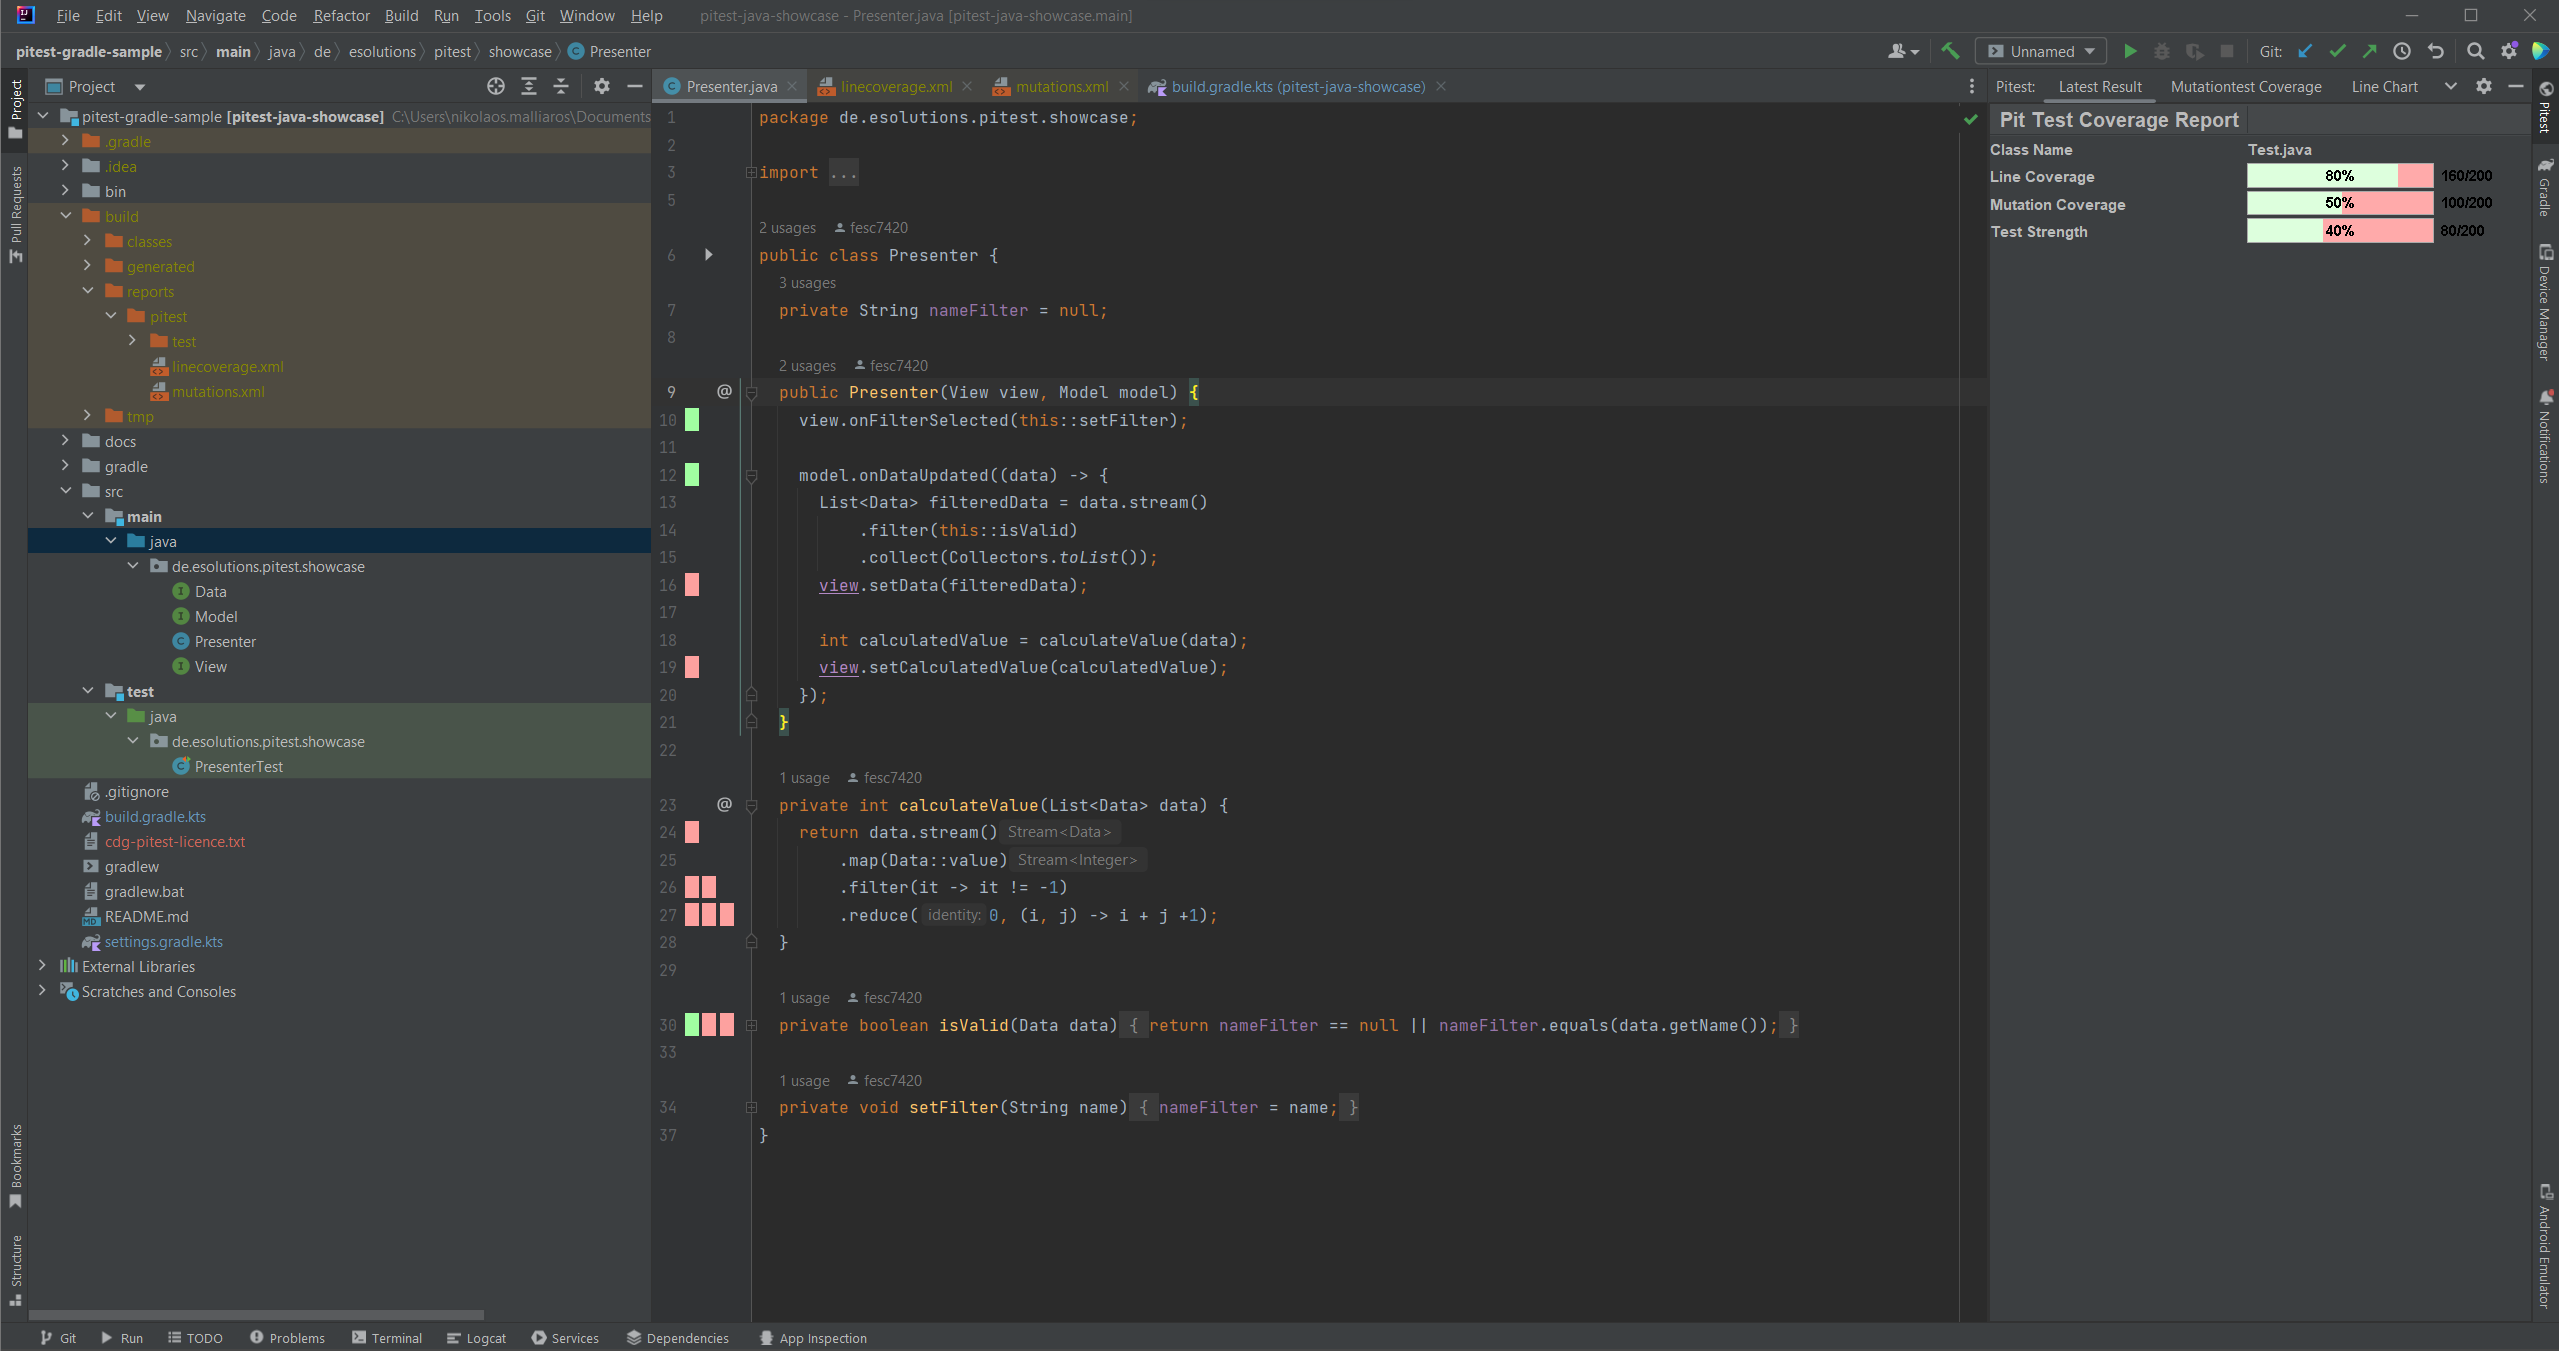 File Edit View Navigate Code Refactor Build Run Tools Git Window Help pitest-java-showcase - Presenter.java [pitest-java-showcase.main]
pitest-gradle-sample src main java de esolutions pitest showcase Presenter
Unnamed Git:
Project
Pull Requests
Bookmarks
Structure
Project
pitest-gradle-sample [pitest-java-showcase] C:\Users\nikolaos.malliaros\Documents
.gradle
.idea
bin
build
classes
generated
reports
pitest
test
linecoverage.xml
mutations.xml
tmp
docs
gradle
src
main
java
de.esolutions.pitest.showcase
Data
Model
Presenter
View
test
java
de.esolutions.pitest.showcase
PresenterTest
.gitignore
build.gradle.kts
cdg-pitest-licence.txt
gradlew
gradlew.bat
README.md
settings.gradle.kts
External Libraries
Scratches and Consoles
Presenter.java linecoverage.xml mutations.xml build.gradle.kts (pitest-java-showcase)
1 package de.esolutions.pitest.showcase;
2
3 import ...
5
2 usages fesc7420
6 public class Presenter {
3 usages
7 private String nameFilter = null;
8
2 usages fesc7420
9 @ public Presenter(View view, Model model) {
10 view.onFilterSelected(this::setFilter);
11
12 model.onDataUpdated((data) -> {
13 List<Data> filteredData = data.stream()
14 .filter(this::isValid)
15 .collect(Collectors.toList());
16 view.setData(filteredData);
17
18 int calculatedValue = calculateValue(data);
19 view.setCalculatedValue(calculatedValue);
20 });
21 }
22
1 usage fesc7420
23 @ private int calculateValue(List<Data> data) {
24 return data.stream() Stream<Data>
25 .map(Data::value) Stream<Integer>
26 .filter(it -> it != -1)
27 .reduce( identity: 0, (i, j) -> i + j +1);
28 }
29
1 usage fesc7420
30 private boolean isValid(Data data) { return nameFilter == null || nameFilter.equals(data.getName()); }
33
1 usage fesc7420
34 private void setFilter(String name) { nameFilter = name; }
37 }
Pitest: Latest Result Mutationtest Coverage Line Chart
Pit Test Coverage Report
Class Name Test.java
Line Coverage 80% 160/200
Mutation Coverage 50% 100/200
Test Strength 40% 80/200
Pitest
Gradle
Device Manager
Notifications
Android Emulator
Git Run TODO Problems Terminal Logcat Services Dependencies App Inspection